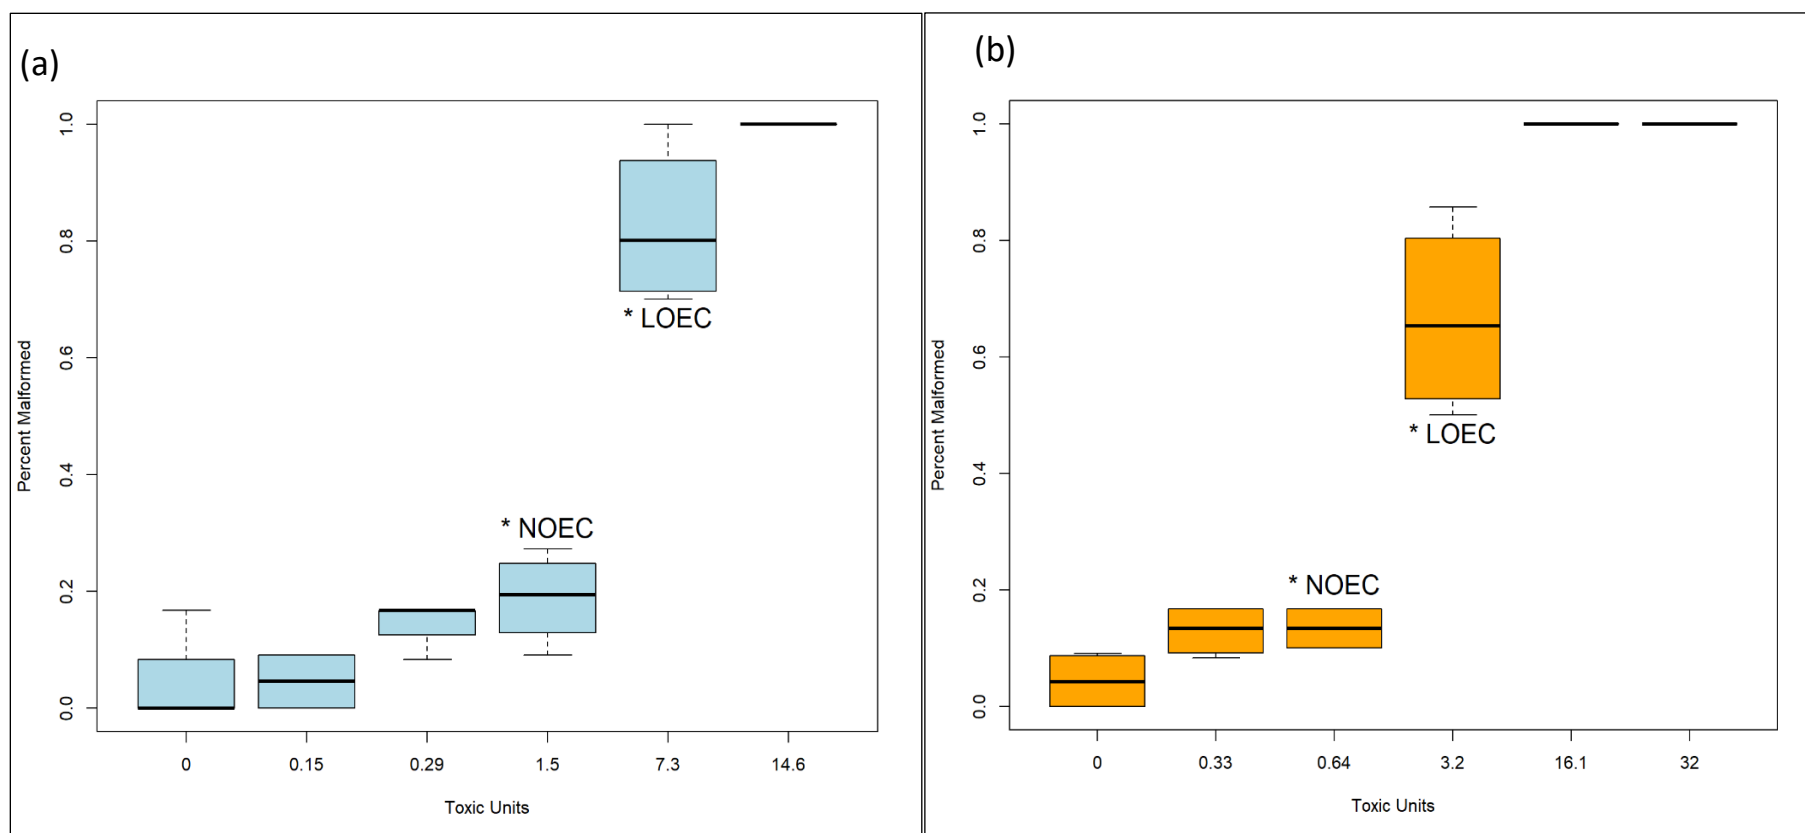 (a)
Percent Malformed
1.0
0.8
0.6
0.4
0.2
0.0
* LOEC
* NOEC
0 0.15 0.29 1.5 7.3 14.6
Toxic Units
(b)
Percent Malformed
1.0
0.8
0.6
0.4
0.2
0.0
* LOEC
* NOEC
0 0.33 0.64 3.2 16.1 32
Toxic Units